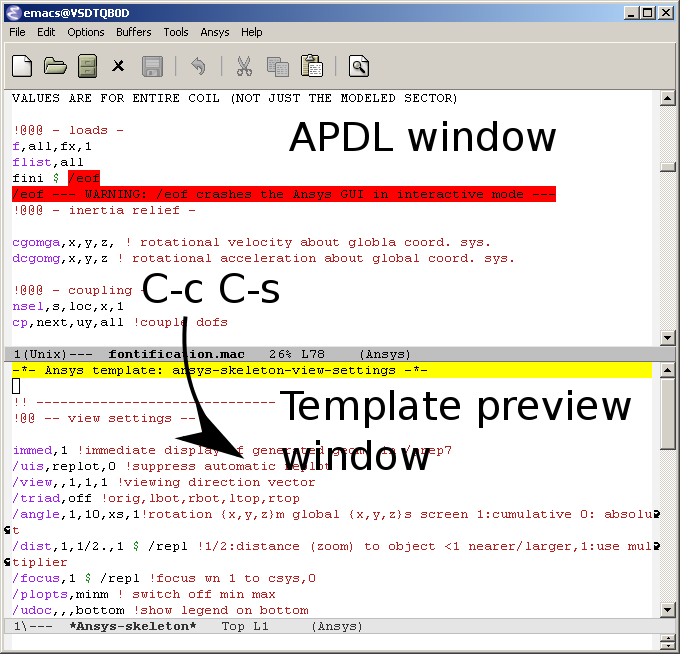 emacs@VSDTQB0D
File Edit Options Buffers Tools Ansys Help
VALUES ARE FOR ENTIRE COIL (NOT JUST THE MODELED SECTOR)
!@@@ - loads -
APDL window
f,all,fx,1
flist,all
fini $ /eof
/eof --- WARNING: /eof crashes the Ansys GUI in interactive mode ---
!@@@ - inertia relief -
cgomga,x,y,z, ! rotational velocity about globla coord. sys.
dcgomg,x,y,z ! rotational acceleration about global coord. sys.
!@@@ - coupling -
C-c C-s
nsel,s,loc,x,1
cp,next,uy,all !couple dofs
1(Unix)--- fontification.mac 26% L78 (Ansys)
-*- Ansys template: ansys-skeleton-view-settings -*-
!! ------------------------------
Template preview
!@@ -- view settings --
immed,1 !immediate display of generated geom in /prep7
window
/uis,replot,0 !suppress automatic replot
/view,,1,1,1 !viewing direction vector
/triad,off !orig,lbot,rbot,ltop,rtop
/angle,1,10,xs,1!rotation {x,y,z}m global {x,y,z}s screen 1:cumulative 0: absolu
t
/dist,1,1/2.,1 $ /repl !1/2:distance (zoom) to object <1 nearer/larger,1:use mul
tiplier
/focus,1 $ /repl !focus wn 1 to csys,0
/plopts,minm ! switch off min max
/udoc,,,bottom !show legend on bottom
1\--- *Ansys-skeleton* Top L1 (Ansys)